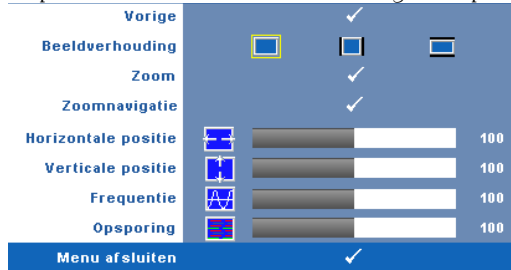 Vorige
Beeldverhouding
Zoom
Zoomnavigatie
Horizontale positie 100
Verticale positie 100
Frequentie 100
Opsporing 100
Menu afsluiten